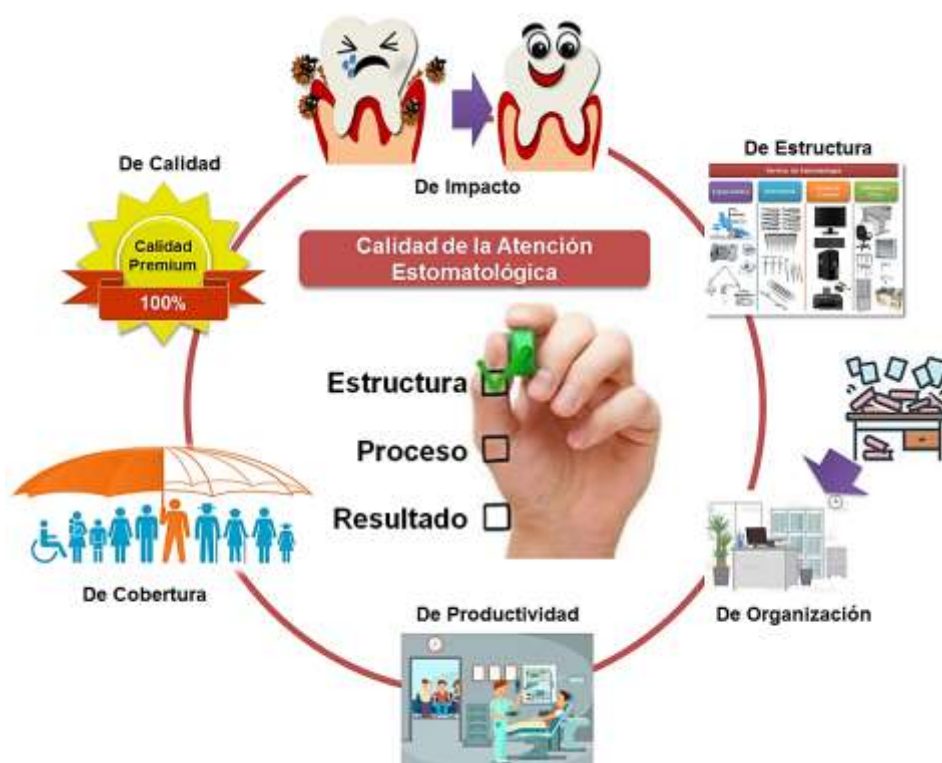 De Impacto
De Calidad
Calidad
Premium
100%
De Estructura
Calidad de la Atención
Estomatológica
Estructura
Proceso
Resultado
De Cobertura
De Productividad
De Organización